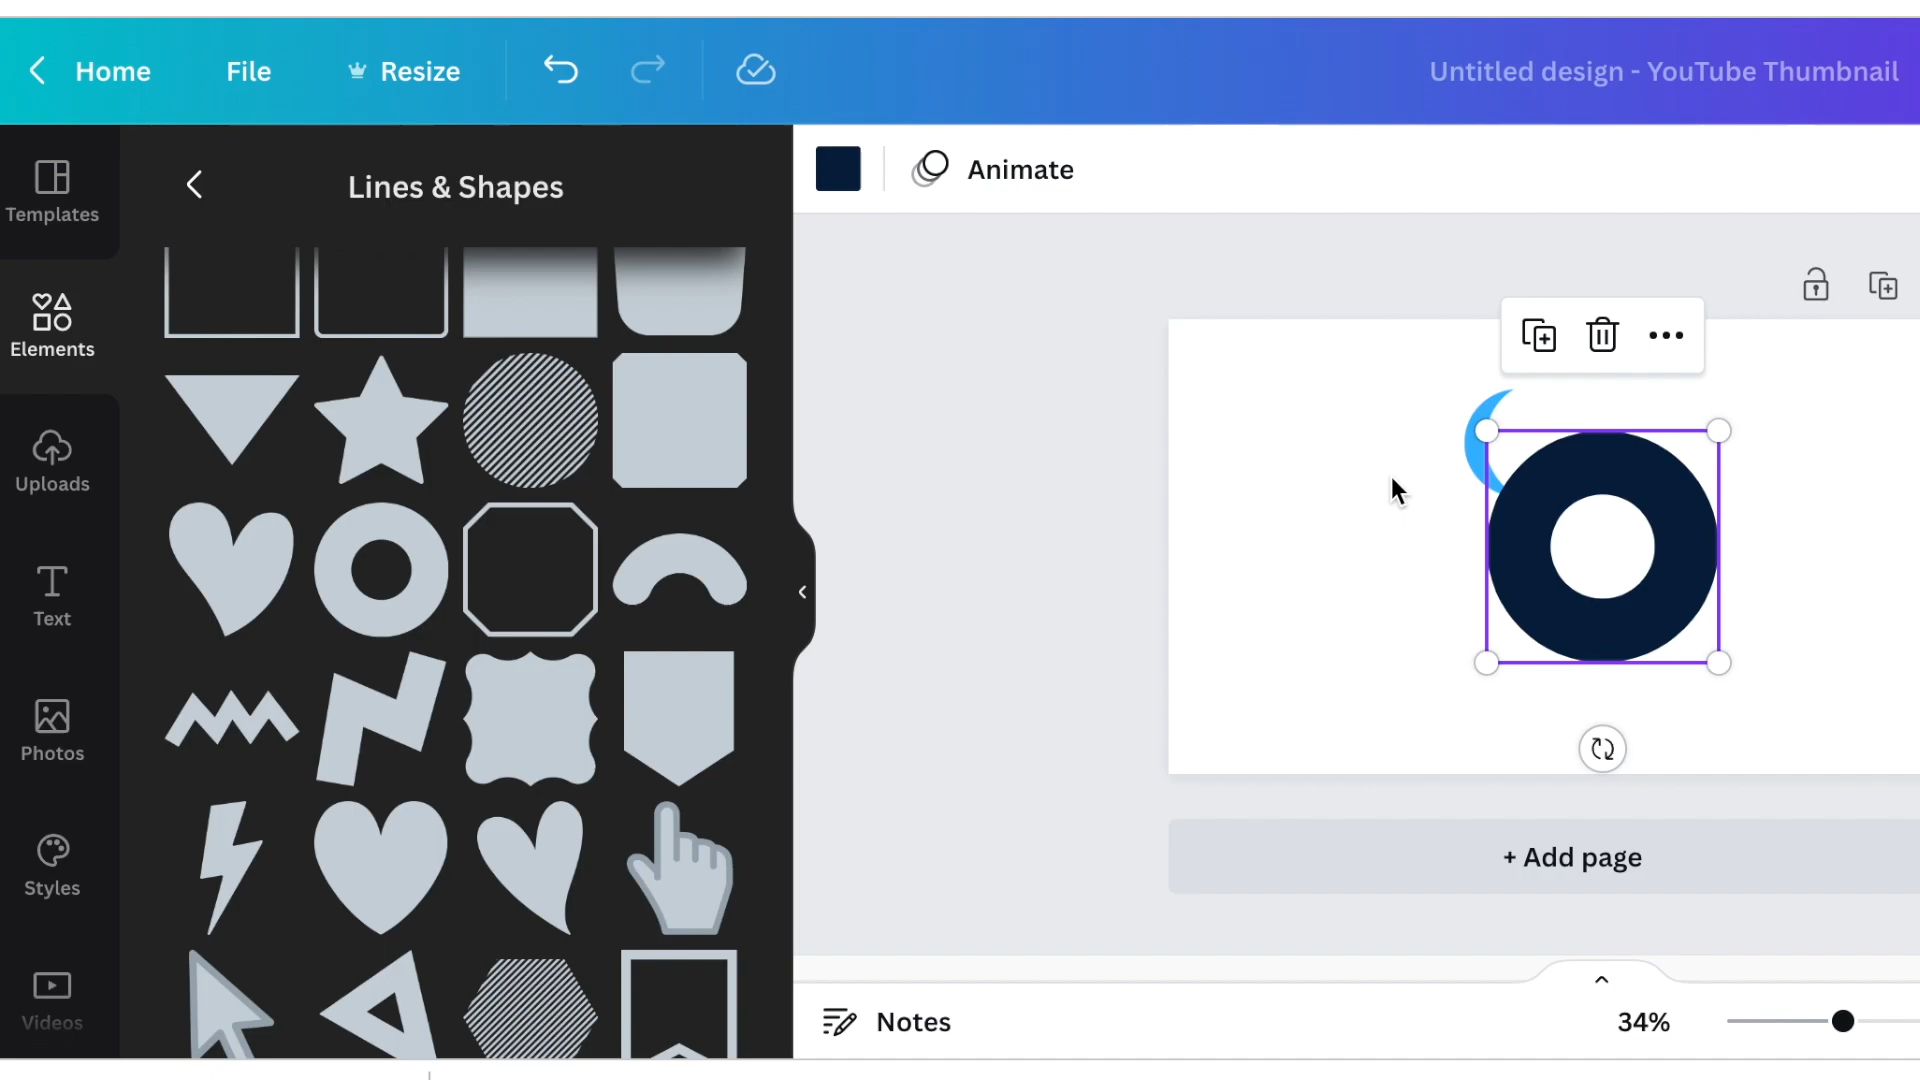 Home
File
Resize
Untitled design - YouTube Thumbnail
Templates
Elements
Uploads
Text
Photos
Styles
Videos
Lines & Shapes
Animate
+ Add page
Notes
34%